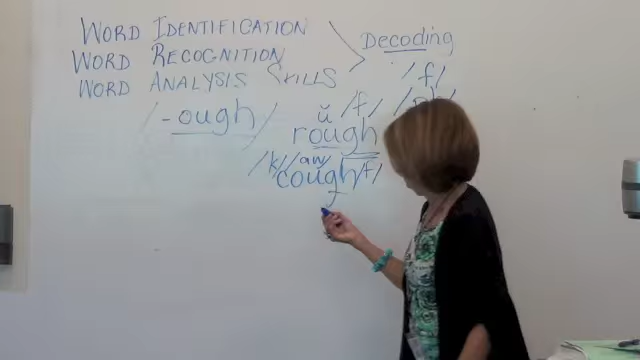 WORD IDENTIFICATION
WORD RECOGNITION
WORD ANALYSIS SKILLS
Decoding
/f/
/-ough/
ŭ /f/
rough
/k/ /aw/
cough /f/
f